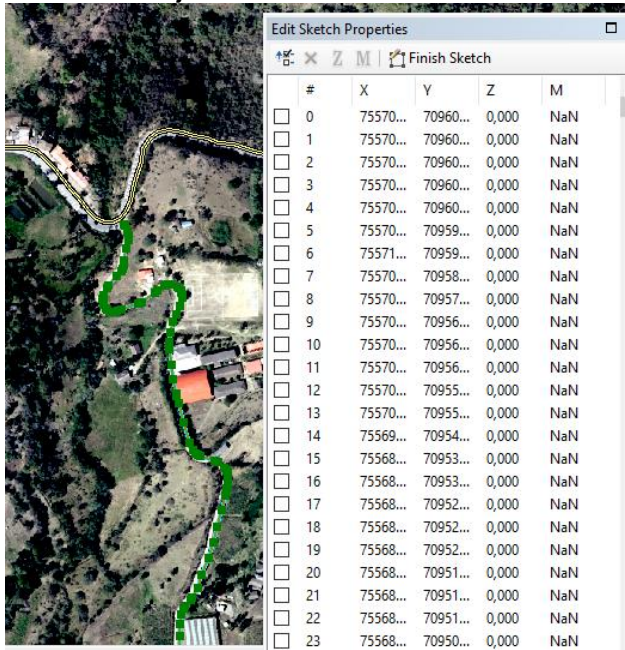 Edit Sketch Properties
Z M Finish Sketch
# X Y Z M
0 75570... 70960... 0,000 NaN
1 75570... 70960... 0,000 NaN
2 75570... 70960... 0,000 NaN
3 75570... 70960... 0,000 NaN
4 75570... 70960... 0,000 NaN
5 75570... 70959... 0,000 NaN
6 75571... 70959... 0,000 NaN
7 75570... 70958... 0,000 NaN
8 75570... 70957... 0,000 NaN
9 75570... 70956... 0,000 NaN
10 75570... 70956... 0,000 NaN
11 75570... 70956... 0,000 NaN
12 75570... 70955... 0,000 NaN
13 75570... 70955... 0,000 NaN
14 75569... 70954... 0,000 NaN
15 75568... 70953... 0,000 NaN
16 75568... 70953... 0,000 NaN
17 75568... 70952... 0,000 NaN
18 75568... 70952... 0,000 NaN
19 75568... 70952... 0,000 NaN
20 75568... 70951... 0,000 NaN
21 75568... 70951... 0,000 NaN
22 75568... 70951... 0,000 NaN
23 75568... 70950... 0,000 NaN